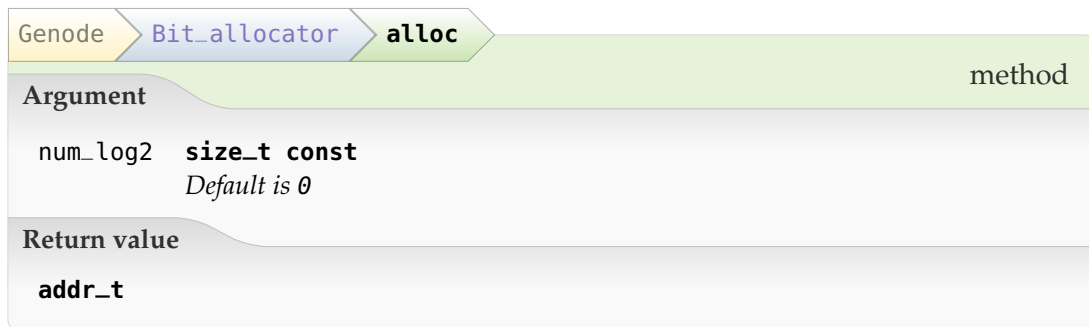 Genode Bit_allocator alloc
method
Argument
num_log2 size_t const
Default is 0
Return value
addr_t